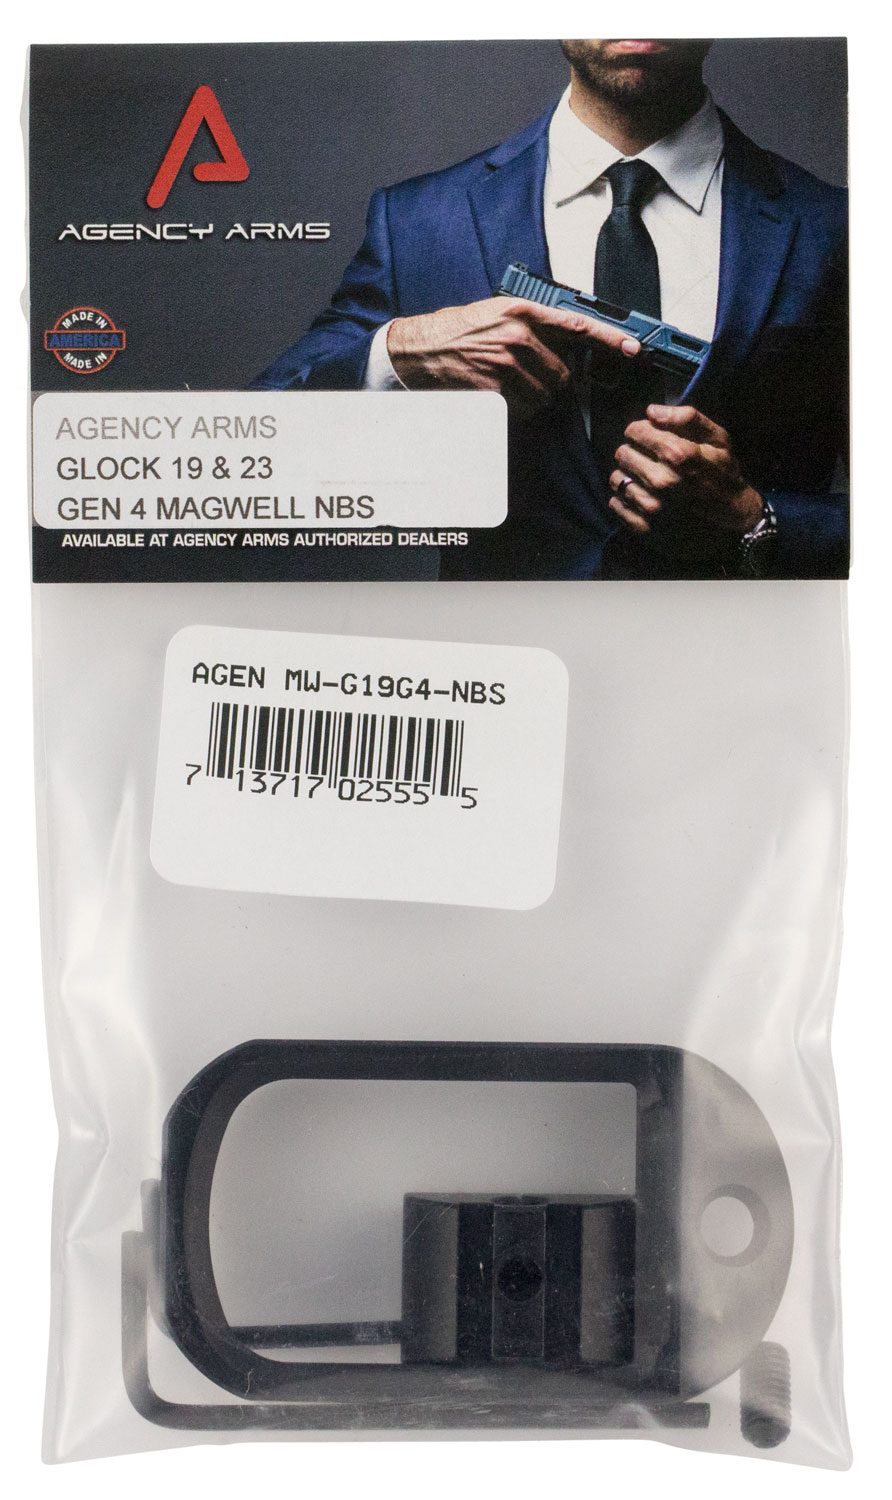 AGENCY ARMS
MADE IN
AMERICA
MADE IN
AGENCY ARMS
GLOCK 19 & 23
GEN 4 MAGWELL NBS
AVAILABLE AT AGENCY ARMS AUTHORIZED DEALERS
AGEN MW-G19G4-NBS
7 13717 02555 5